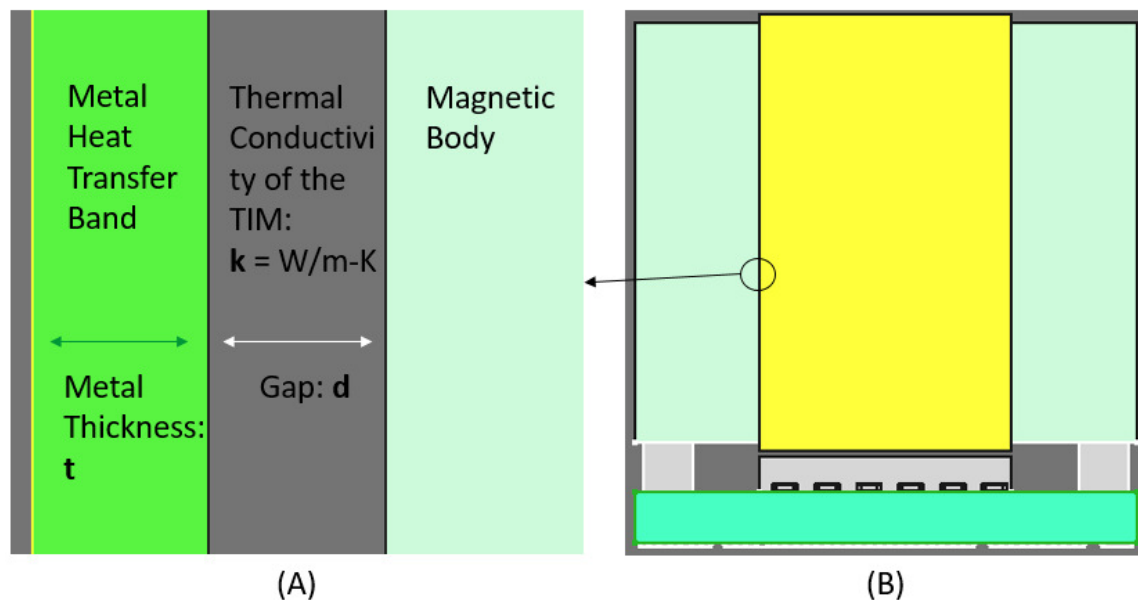 Metal
Heat
Transfer
Band
Thermal
Conductivi
ty of the
TIM:
k = W/m-K
Magnetic
Body
Metal
Thickness:
t
Gap: d
(A)
(B)